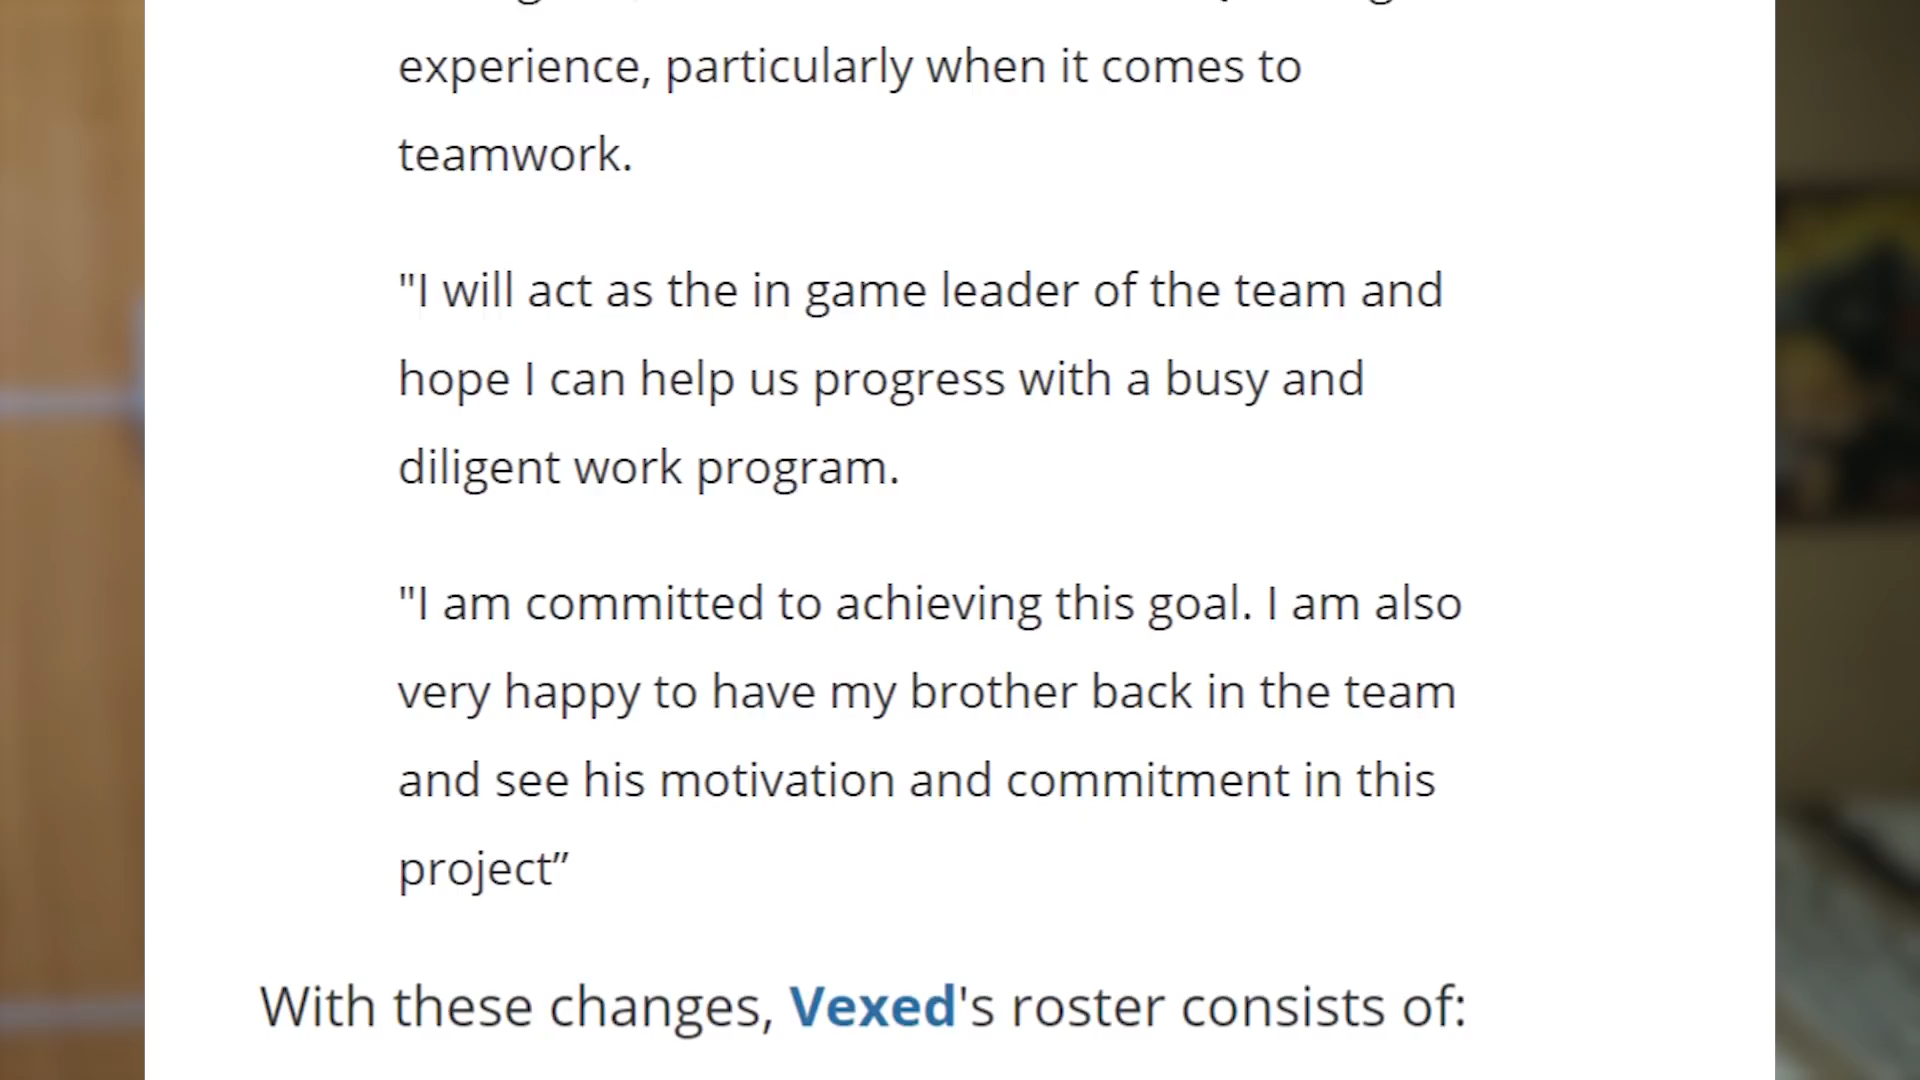 experience, particularly when it comes to
teamwork.
"I will act as the in game leader of the team and
hope I can help us progress with a busy and
diligent work program.
"I am committed to achieving this goal. I am also
very happy to have my brother back in the team
and see his motivation and commitment in this
project”
With these changes, Vexed's roster consists of: